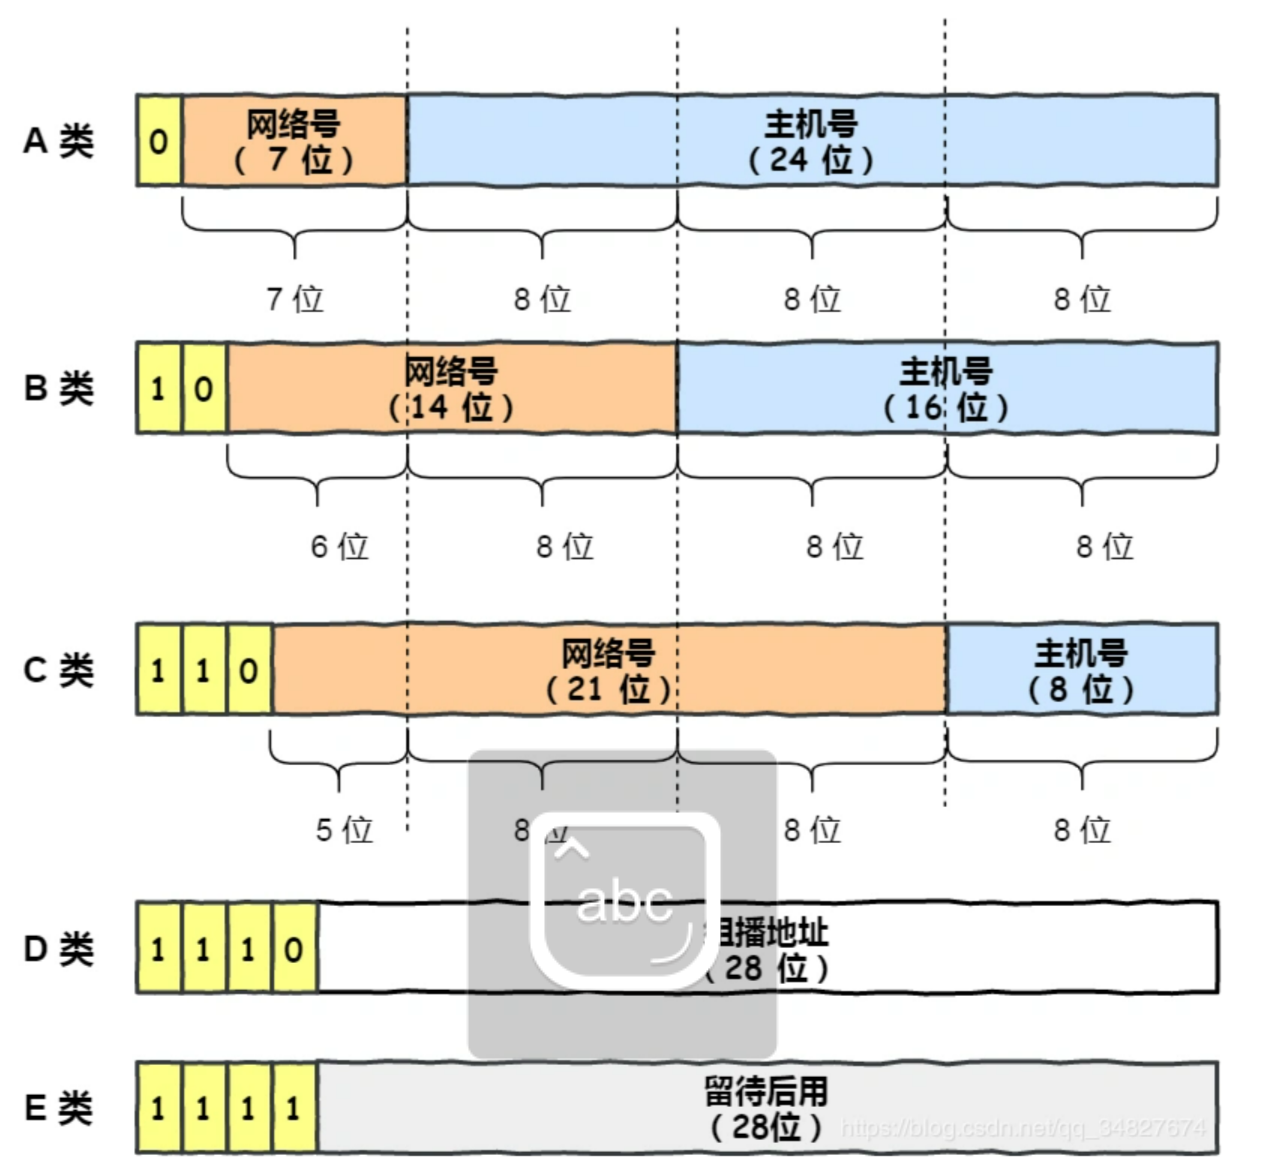 A 类
0
网络号
( 7 位 )
主机号
( 24 位 )
7 位
8 位
8 位
8 位
B 类
1 0
网络号
( 14 位 )
主机号
( 16 位 )
6 位
8 位
8 位
8 位
C 类
1 1 0
网络号
( 21 位 )
主机号
( 8 位 )
5 位
8 位
8 位
8 位
abc
D 类
1 1 1 0
组播地址
( 28 位 )
E 类
1 1 1 1
留待后用
( 28位 )
https://blog.csdn.net/qq_34827674